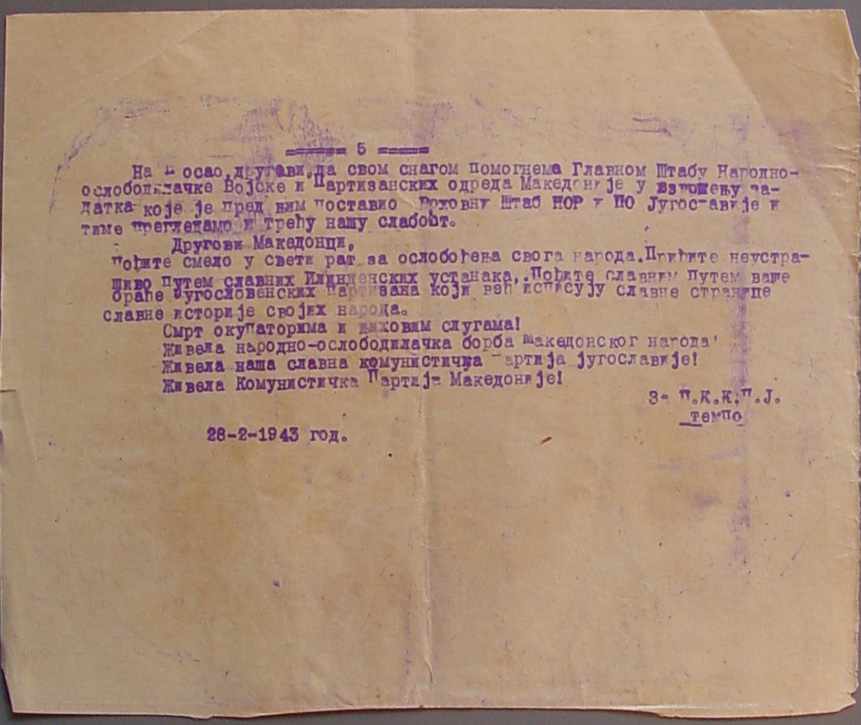 ===== 5 =====
На посао, другови, да свом снагом помогнема Главном Штабу Народно-
ослободилачке Војске и Партизанских одреда Македоније у извршењу за-
датка које је пред њим поставио Врховни Штаб НОР и ПО Југославије и
тиме прегледамо и трећу нашу слабост.
Другови Македонци,
Пођите смело у свети рат за ослобођења свога народа. Пођите неустра-
шиво путем славних Илинденских устанака,. Пођите славним путем ваше
браће Југословенских Партизана који већ исписују славне странице
славне историје својих народа.
Смрт окупаторима и њиховим слугама!
Живела народно-ослободилачка борба македонског народа!
Живела наша славна комунистичка Партија југославије!
Живела Комунистичка Партија Македоније!
За П.К.К.П.Ј.
Темпо
28-2-1943 год.